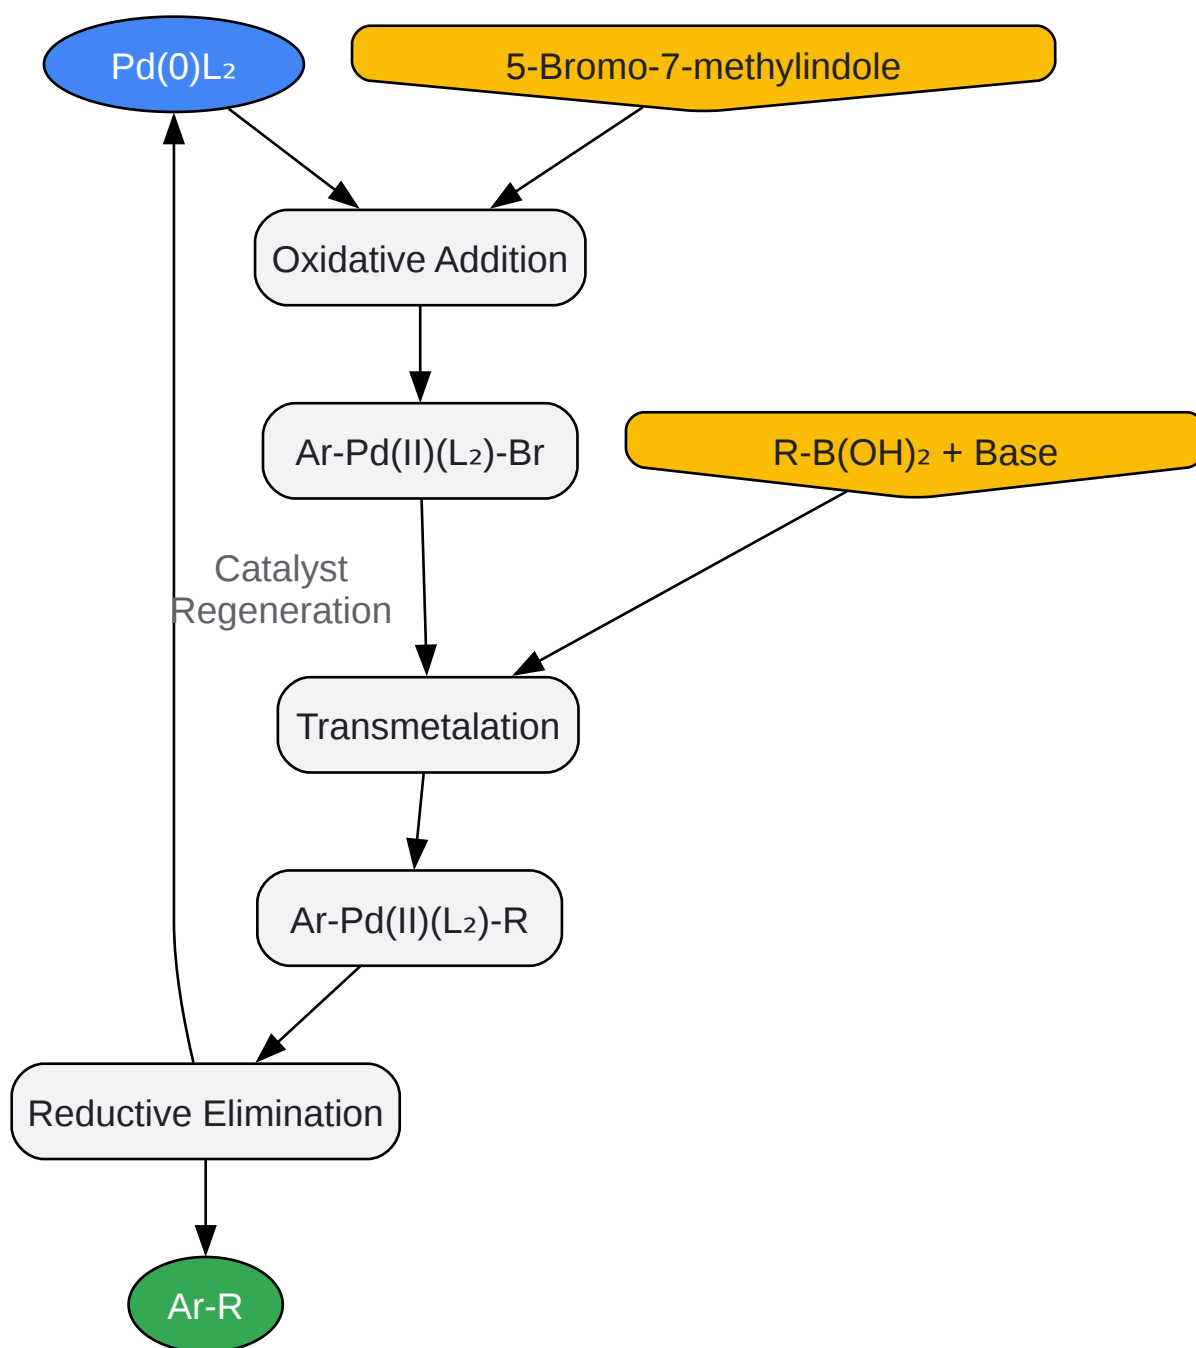 Pd(0)L₂
5-Bromo-7-methylindole
Oxidative Addition
Ar-Pd(II)(L₂)-Br
R-B(OH)₂ + Base
Catalyst
Regeneration
Transmetalation
Ar-Pd(II)(L₂)-R
Reductive Elimination
Ar-R